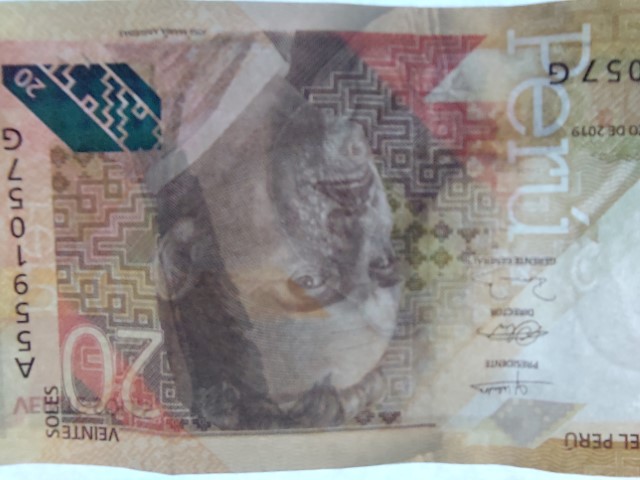 EL PERÚ
VEINTE
SOLES
20
PRESIDENTE
DIRECTOR
GERENTE GENERAL
A5591057G
Perú
ZO DE 2019
057G
20
JOSÉ MARÍA ARGUEDAS